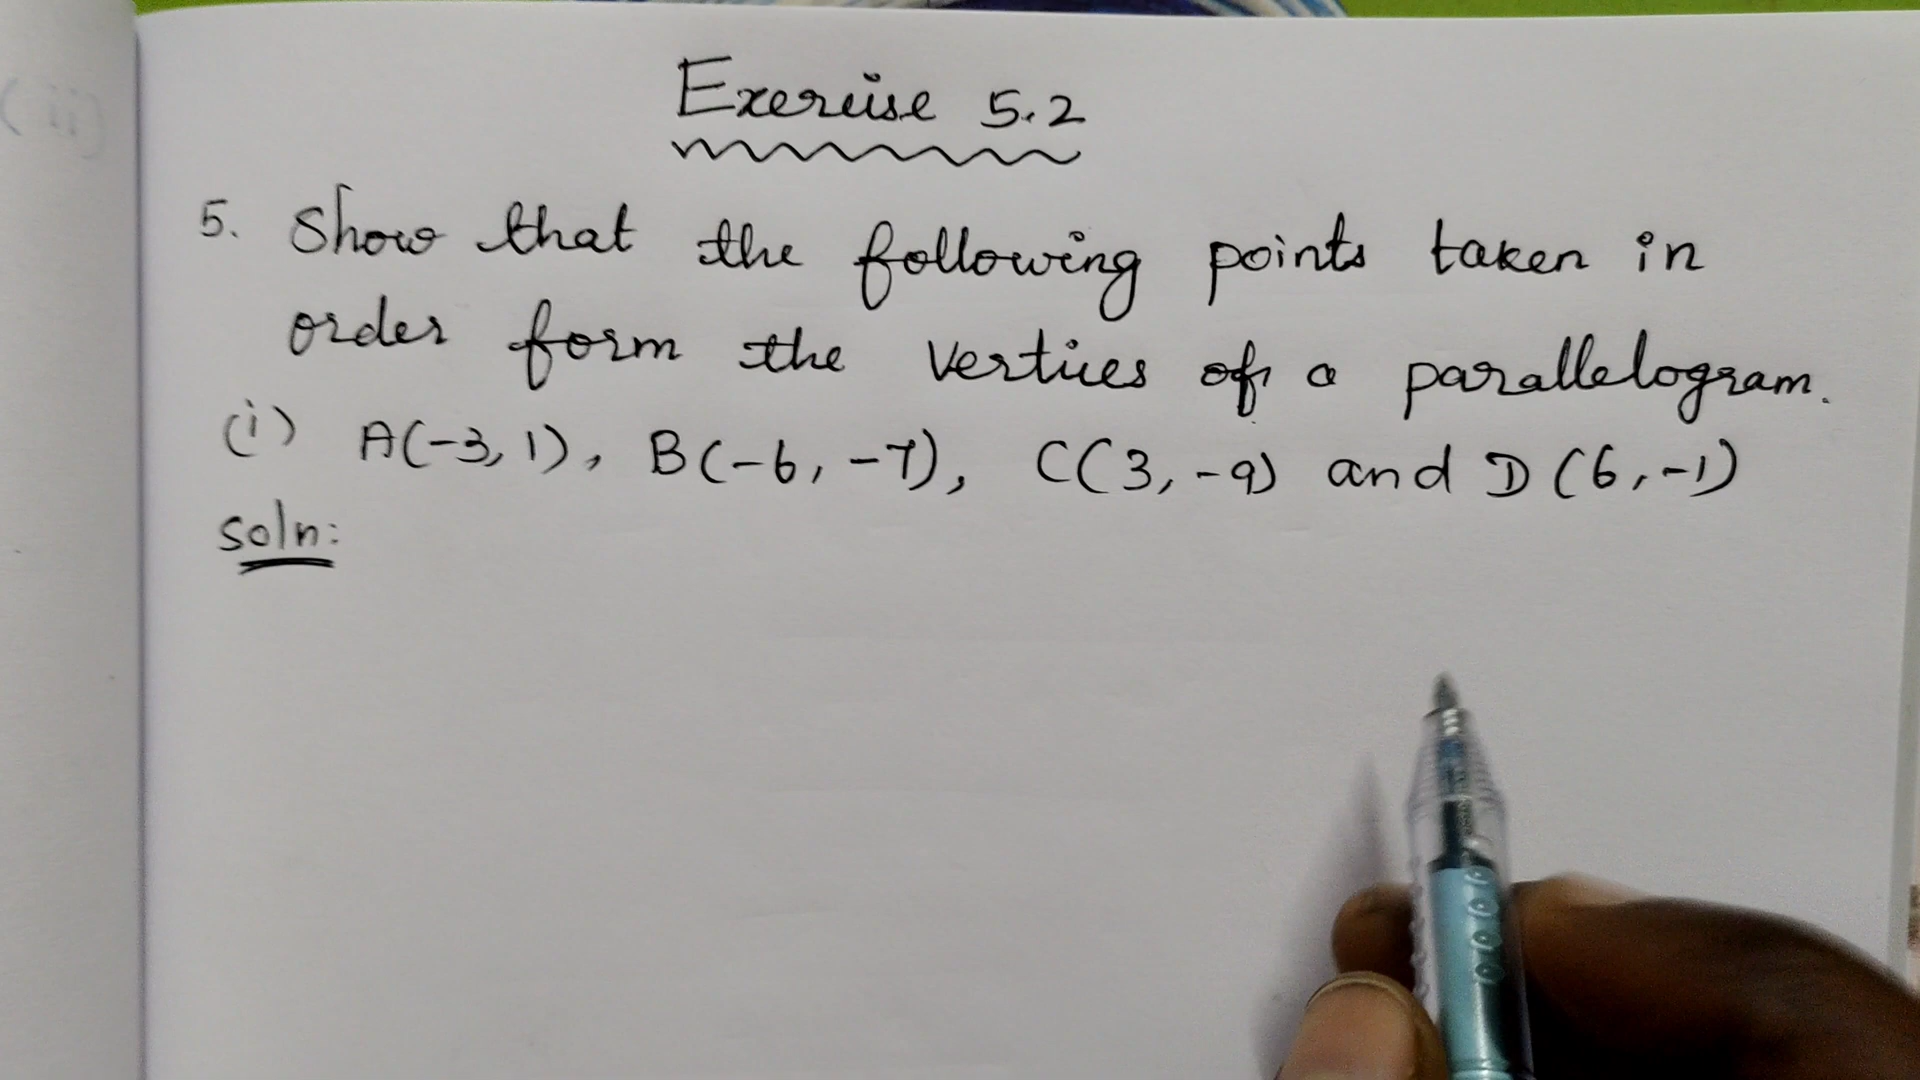 (ii)
Exercise 5.2
5. Show that the following points taken in
order form the vertices of a parallelogram.
(i) A(-3, 1), B(-6, -7), C(3, -9) and D(6, -1)
soln: